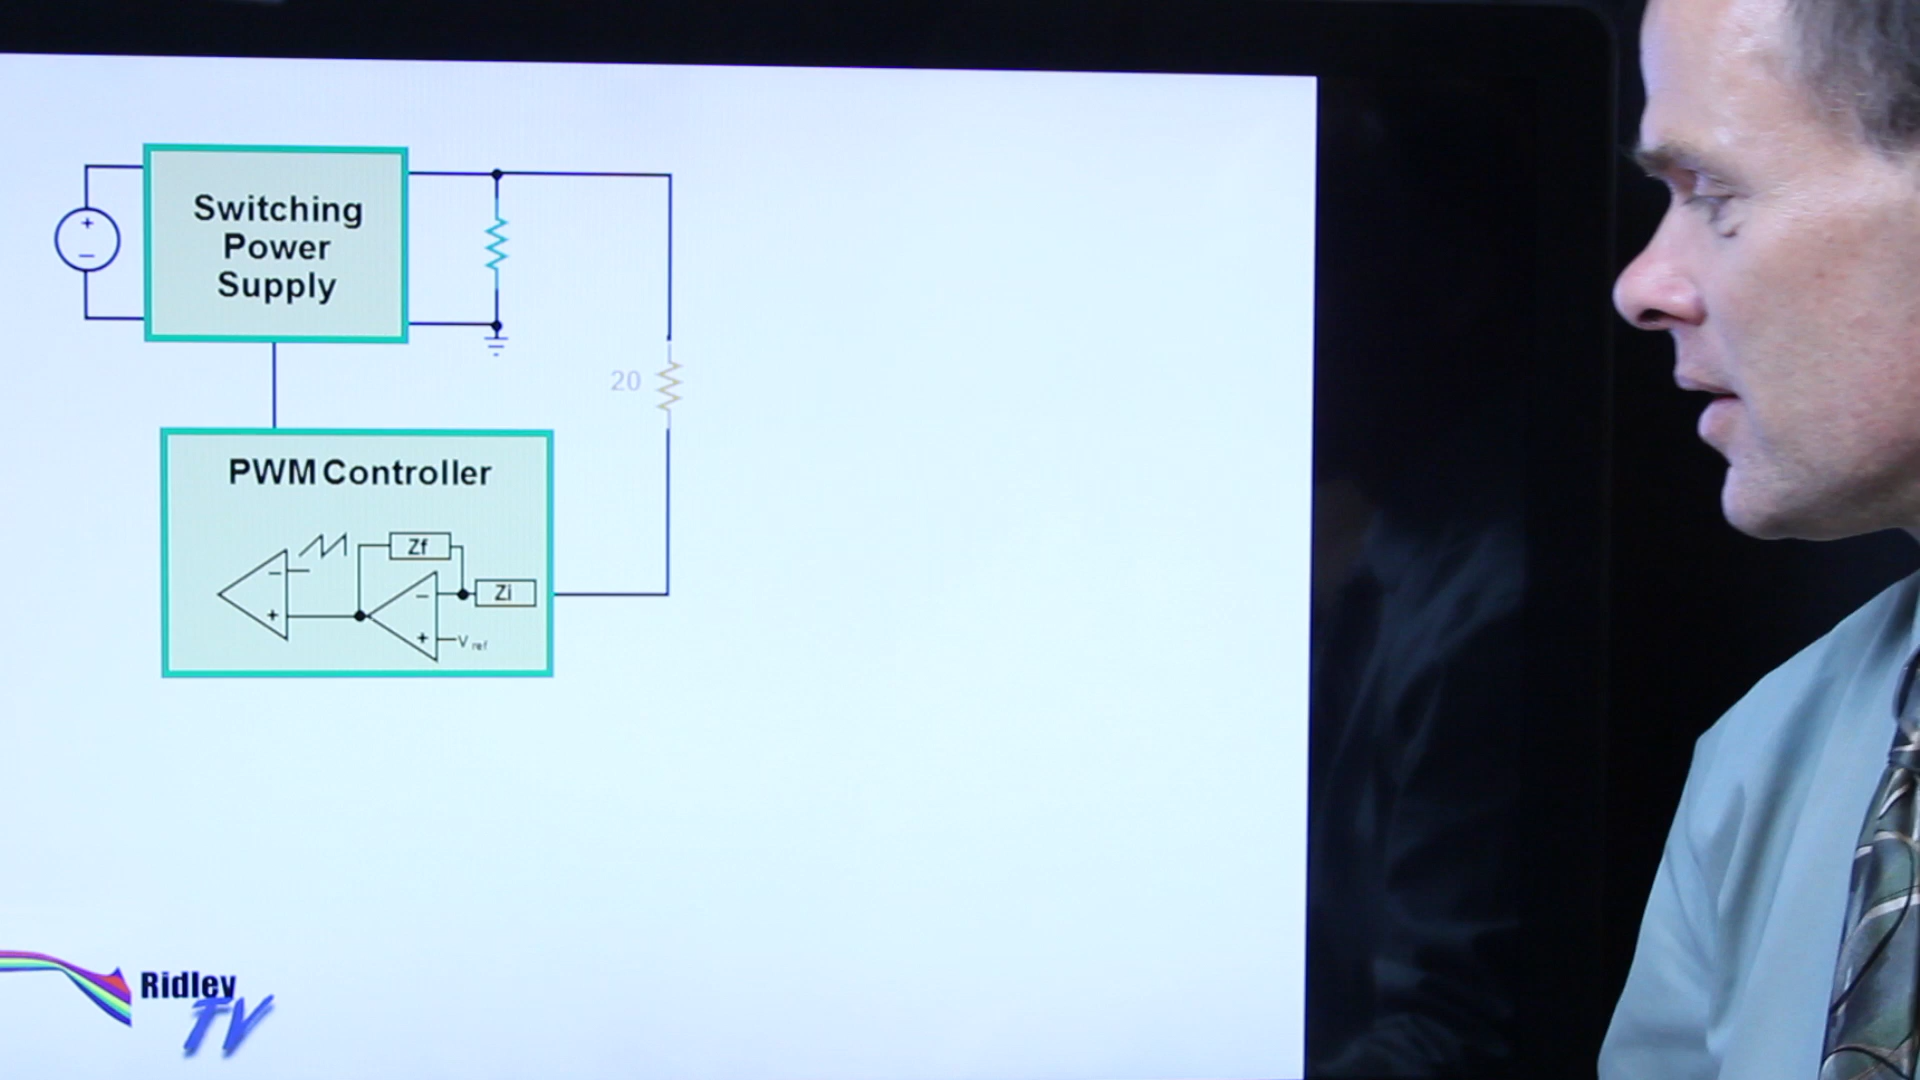 Switching
Power
Supply
+
−
20
PWM Controller
Zf
Zi
−
+
−
+
V ref
Ridley
TV